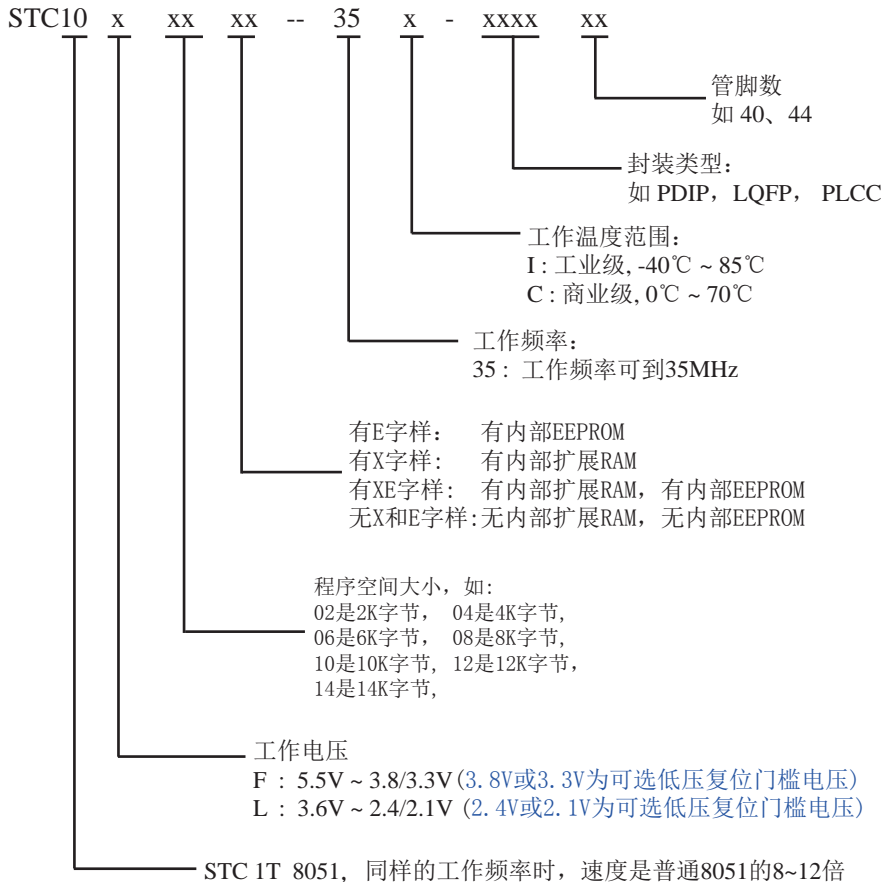 STC10 x xx xx -- 35 x - xxxx xx
管脚数
如 40、44
封装类型：
如 PDIP，LQFP， PLCC
工作温度范围：
I : 工业级, -40℃ ~ 85℃
C : 商业级, 0℃ ~ 70℃
工作频率：
35 : 工作频率可到35MHz
有E字样： 有内部EEPROM
有X字样: 有内部扩展RAM
有XE字样: 有内部扩展RAM，有内部EEPROM
无X和E字样:无内部扩展RAM，无内部EEPROM
程序空间大小，如:
02是2K字节， 04是4K字节,
06是6K字节， 08是8K字节,
10是10K字节, 12是12K字节，
14是14K字节,
工作电压
F : 5.5V ~ 3.8/3.3V (3.8V或3.3V为可选低压复位门槛电压)
L : 3.6V ~ 2.4/2.1V (2.4V或2.1V为可选低压复位门槛电压)
STC 1T 8051, 同样的工作频率时，速度是普通8051的8~12倍